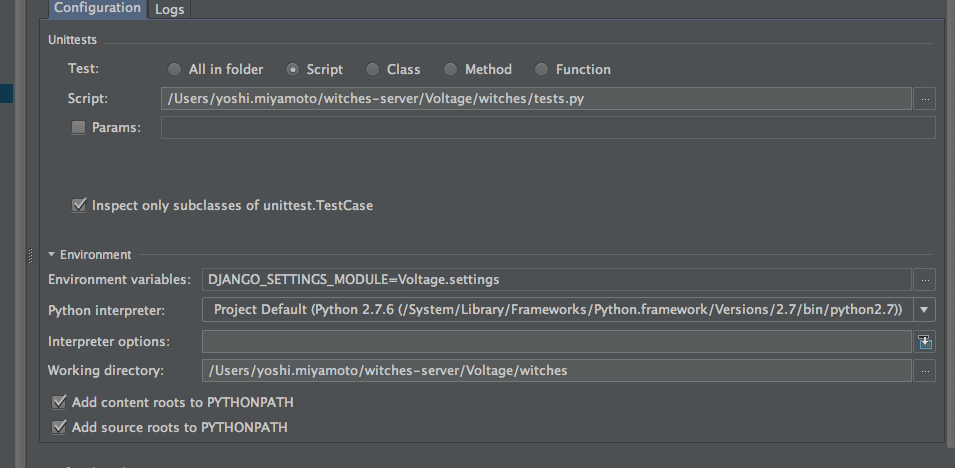 Configuration Logs
Unittests
Test: All in folder Script Class Method Function
Script: /Users/yoshi.miyamoto/witches-server/Voltage/witches/tests.py ...
Params:
Inspect only subclasses of unittest.TestCase
Environment
Environment variables: DJANGO_SETTINGS_MODULE=Voltage.settings ...
Python interpreter: Project Default (Python 2.7.6 (/System/Library/Frameworks/Python.framework/Versions/2.7/bin/python2.7))
Interpreter options:
Working directory: /Users/yoshi.miyamoto/witches-server/Voltage/witches ...
Add content roots to PYTHONPATH
Add source roots to PYTHONPATH